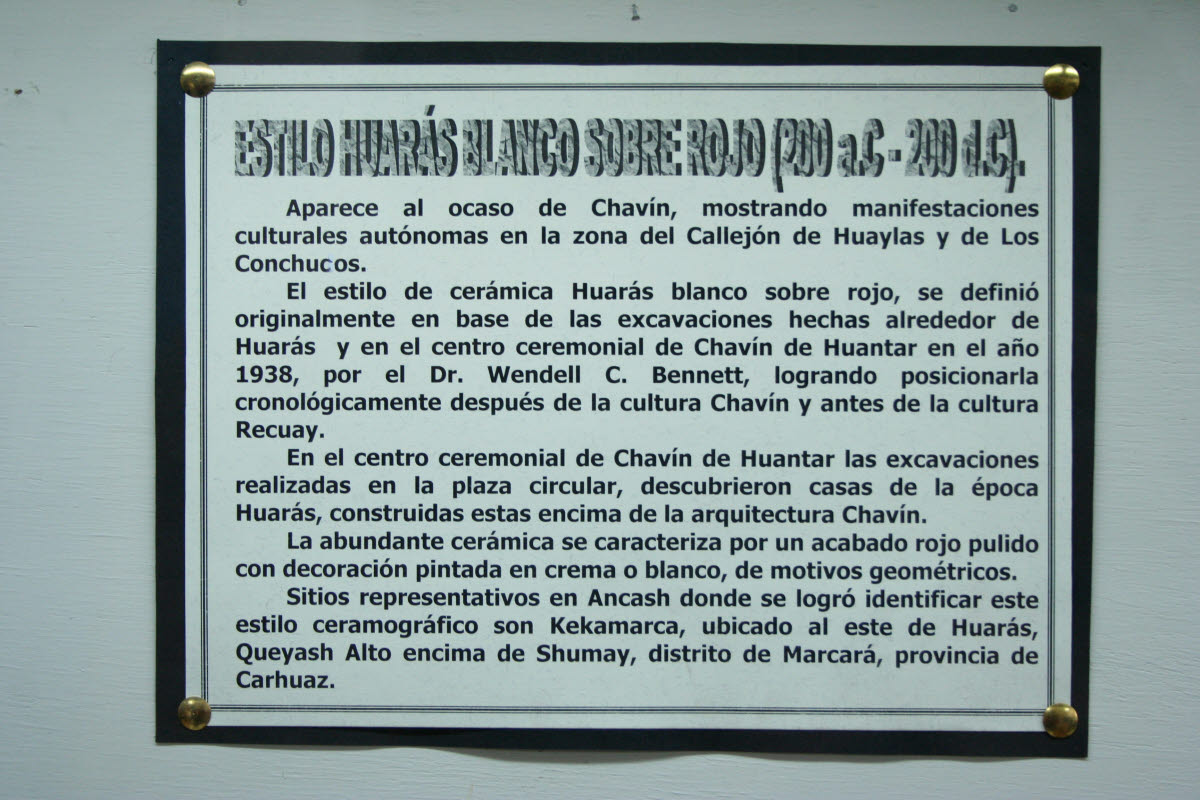 ESTILO HUARÁS BLANCO SOBRE ROJO (200 a.C - 200 d.C).
Aparece al ocaso de Chavín, mostrando manifestaciones
culturales autónomas en la zona del Callejón de Huaylas y de Los
Conchucos.
El estilo de cerámica Huarás blanco sobre rojo, se definió
originalmente en base de las excavaciones hechas alrededor de
Huarás y en el centro ceremonial de Chavín de Huantar en el año
1938, por el Dr. Wendell C. Bennett, logrando posicionarla
cronológicamente después de la cultura Chavín y antes de la cultura
Recuay.
En el centro ceremonial de Chavín de Huantar las excavaciones
realizadas en la plaza circular, descubrieron casas de la época
Huarás, construidas estas encima de la arquitectura Chavín.
La abundante cerámica se caracteriza por un acabado rojo pulido
con decoración pintada en crema o blanco, de motivos geométricos.
Sitios representativos en Ancash donde se logró identificar este
estilo ceramográfico son Kekamarca, ubicado al este de Huarás,
Queyash Alto encima de Shumay, distrito de Marcará, provincia de
Carhuaz.